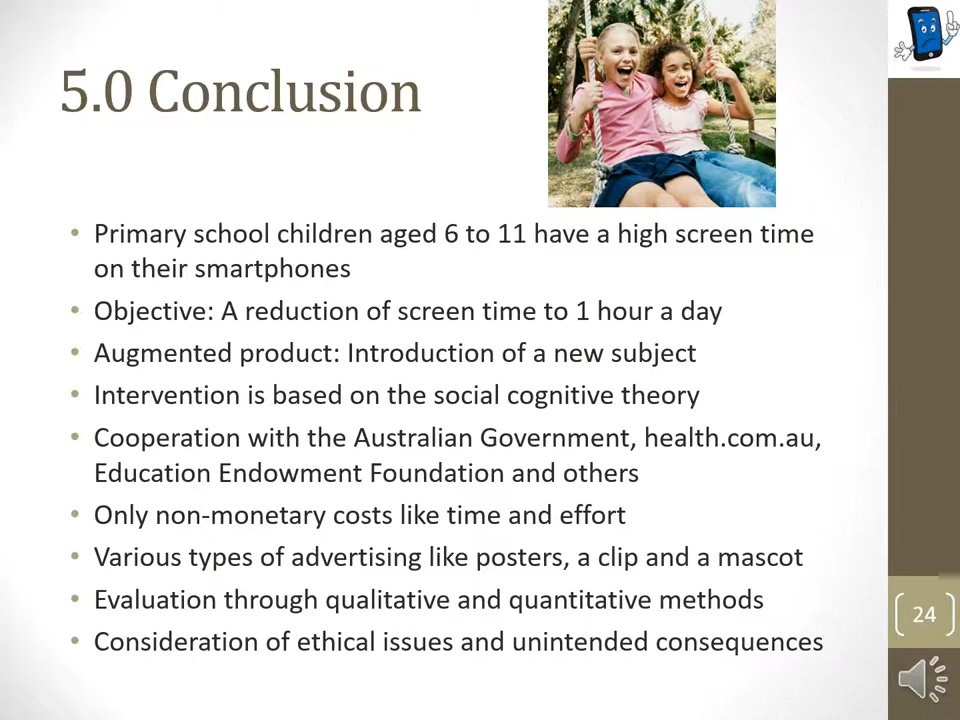 5.0 Conclusion
• Primary school children aged 6 to 11 have a high screen time
on their smartphones
• Objective: A reduction of screen time to 1 hour a day
• Augmented product: Introduction of a new subject
• Intervention is based on the social cognitive theory
• Cooperation with the Australian Government, health.com.au,
Education Endowment Foundation and others
• Only non-monetary costs like time and effort
• Various types of advertising like posters, a clip and a mascot
• Evaluation through qualitative and quantitative methods
• Consideration of ethical issues and unintended consequences
24